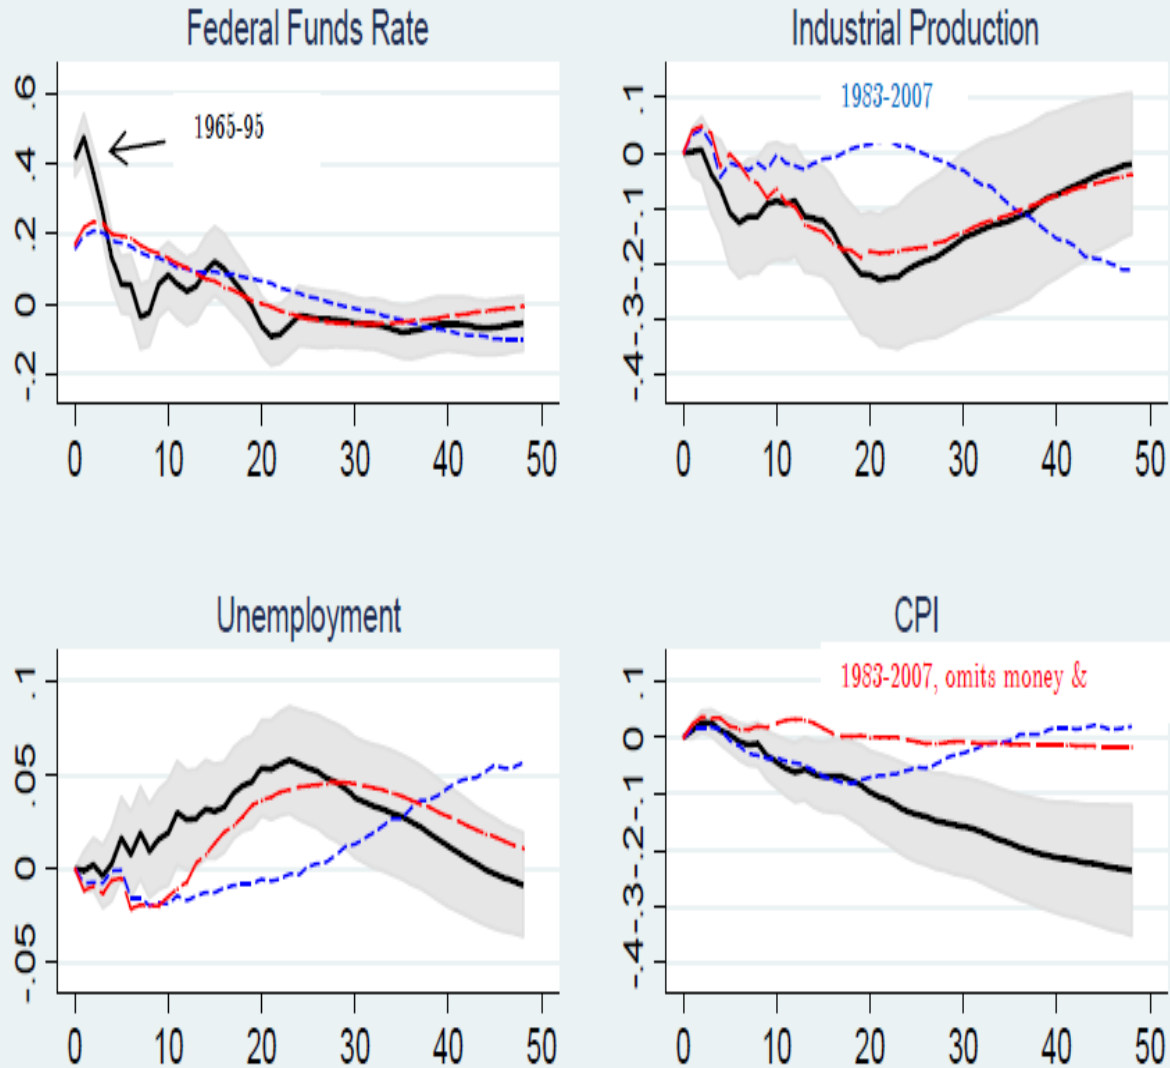 Federal Funds Rate
.6
.4
.2
0
-.2
1965-95
0 10 20 30 40 50
Industrial Production
.1
0
-.1
-.2
-.3
-.4
1983-2007
0 10 20 30 40 50
Unemployment
.1
.05
0
-.05
0 10 20 30 40 50
CPI
.1
0
-.1
-.2
-.3
-.4
1983-2007, omits money &
0 10 20 30 40 50